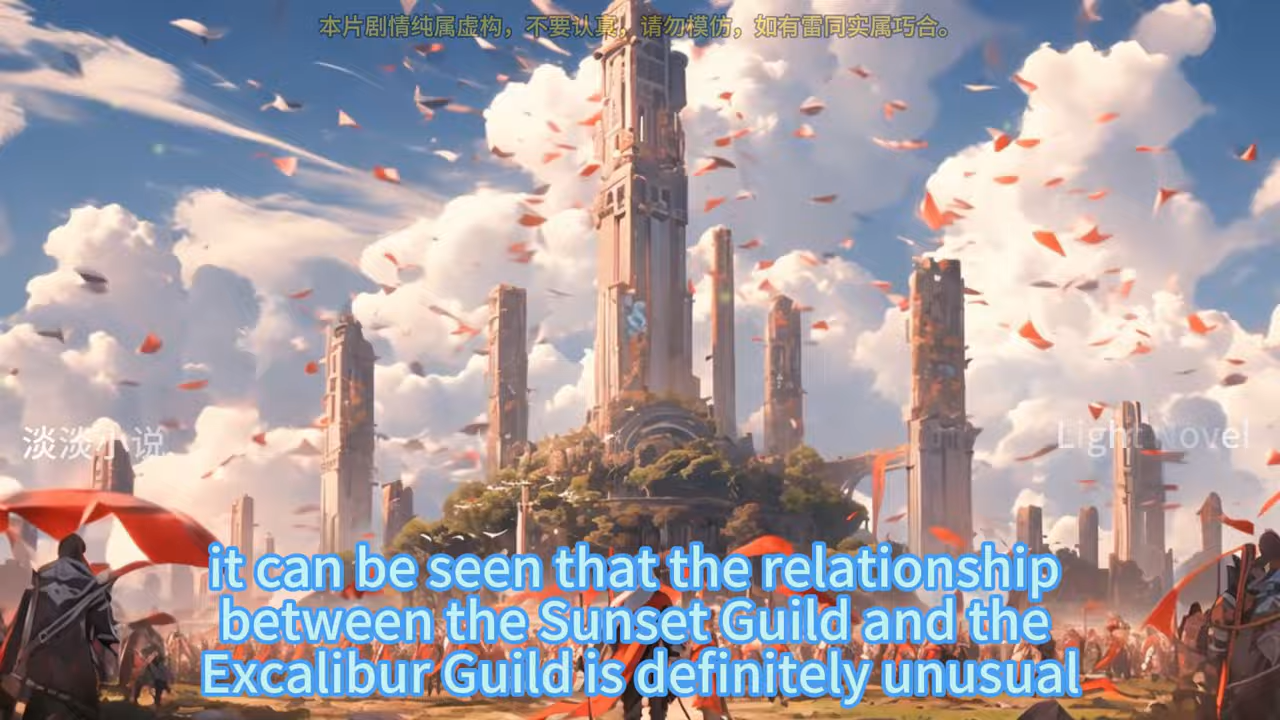 本片剧情纯属虚构，不要认真，请勿模仿，如有雷同实属巧合。
淡淡小说
Light Novel
it can be seen that the relationship
between the Sunset Guild and the
Excalibur Guild is definitely unusual